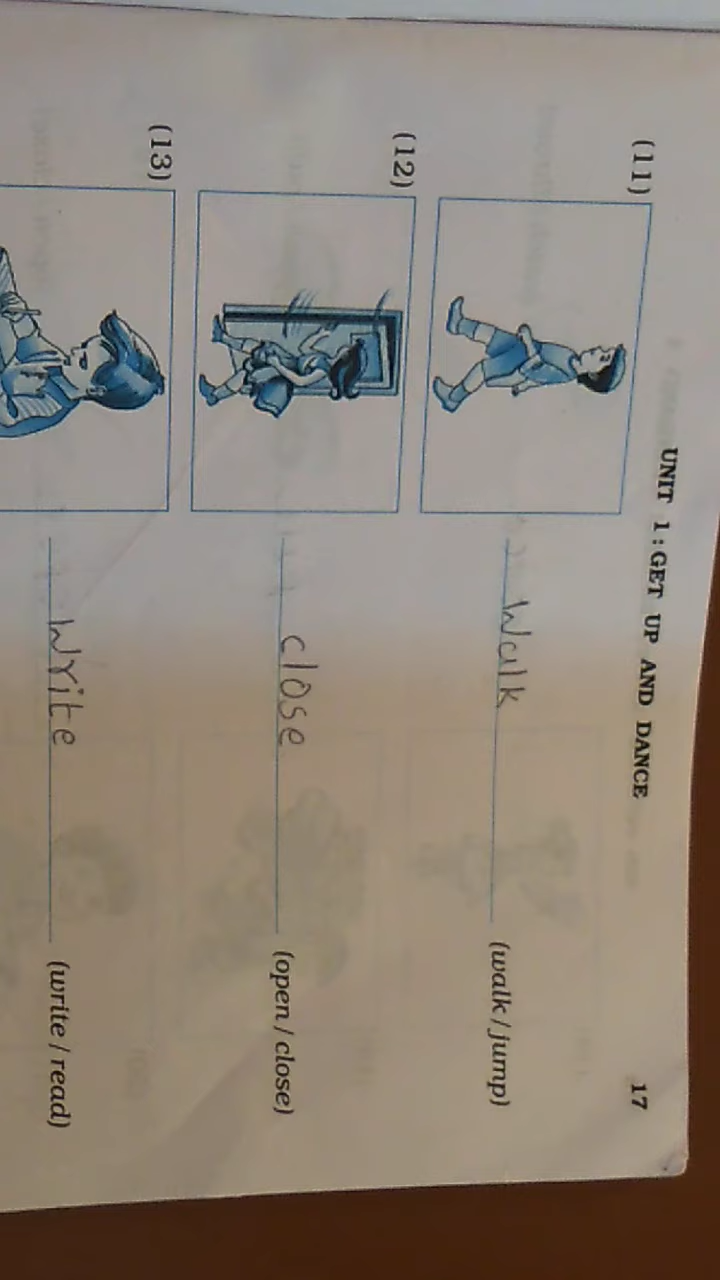 UNIT 1 : GET UP AND DANCE 17
(11) Walk (walk / jump)
(12) close (open / close)
(13) Write (write / read)